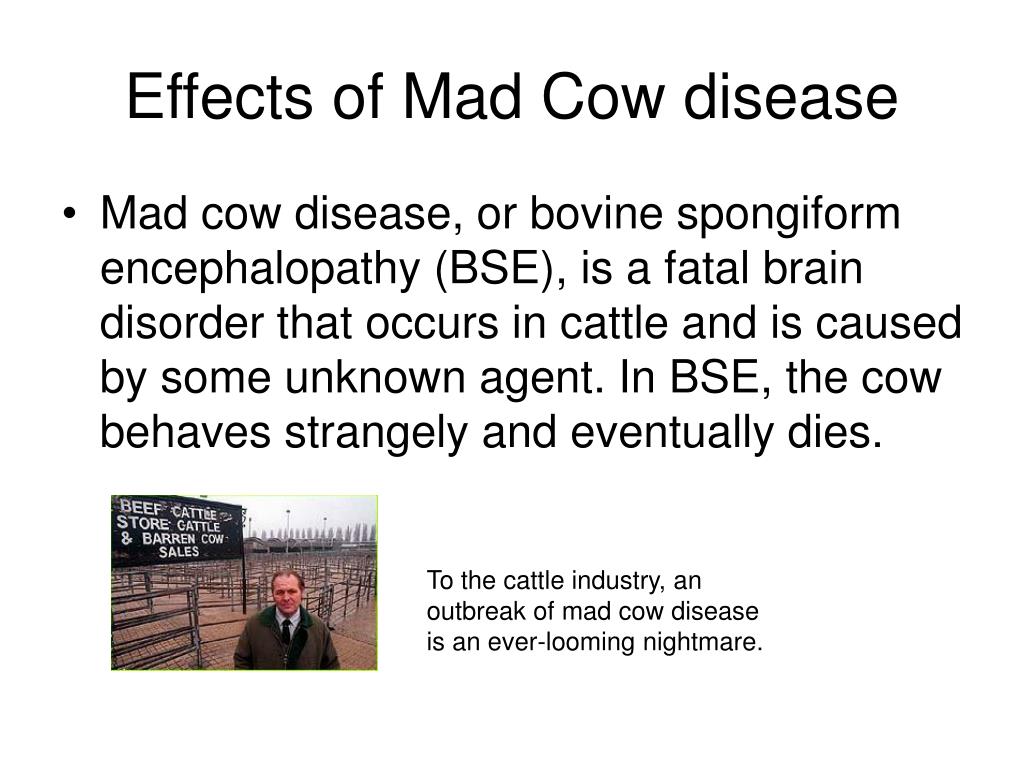 Effects of Mad Cow disease
• Mad cow disease, or bovine spongiform
encephalopathy (BSE), is a fatal brain
disorder that occurs in cattle and is caused
by some unknown agent. In BSE, the cow
behaves strangely and eventually dies.
BEEF CATTLE
STORE CATTLE
& BARREN COW
SALES
To the cattle industry, an
outbreak of mad cow disease
is an ever-looming nightmare.